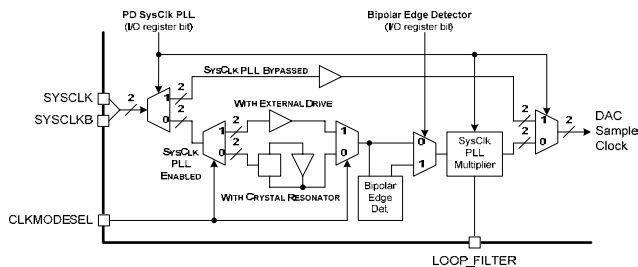 PD SysClk PLL
(I/O register bit)
Bipolar Edge Detector
(I/O register bit)
SYSCLK PLL BYPASSED
2
2
SYSCLK
SYSCLKB
2
1
0
2
WITH EXTERNAL DRIVE
2
1
0
2
SYSCLK
PLL
ENABLED
WITH CRYSTAL RESONATOR
1
0
0
1
Bipolar
Edge
Det.
SysClk
PLL
Multiplier
2
2
1
0
2
DAC
Sample
Clock
CLKMODESEL
LOOP_FILTER